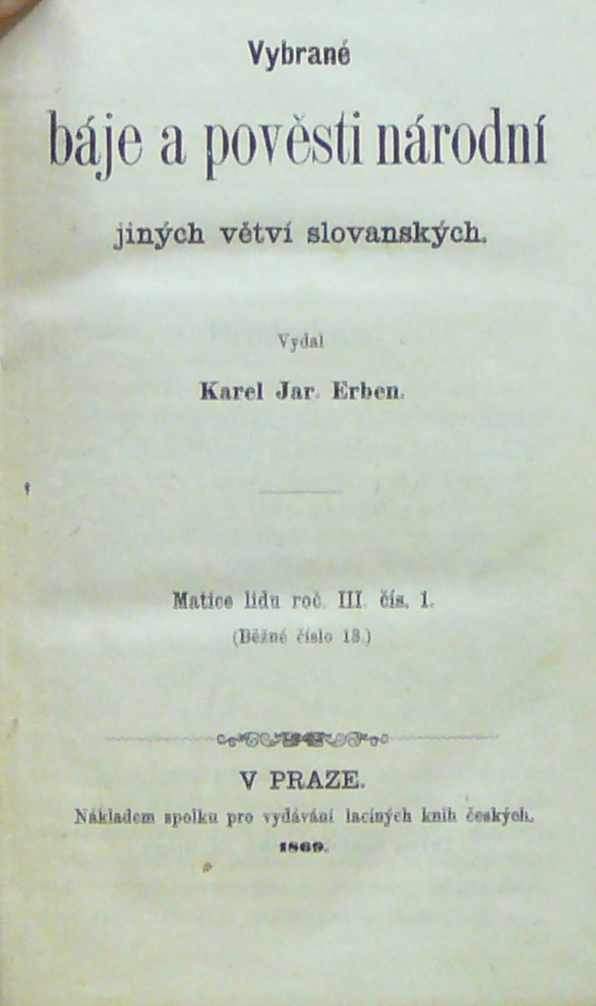 Vybrané
báje a pověsti národní
jiných větví slovanských.
Vydal
Karel Jar. Erben.
Matice lidu roč. III. čís. 1.
(Běžné číslo 13.)
V PRAZE.
Nákladem spolku pro vydávání laciných knih českých.
1869.